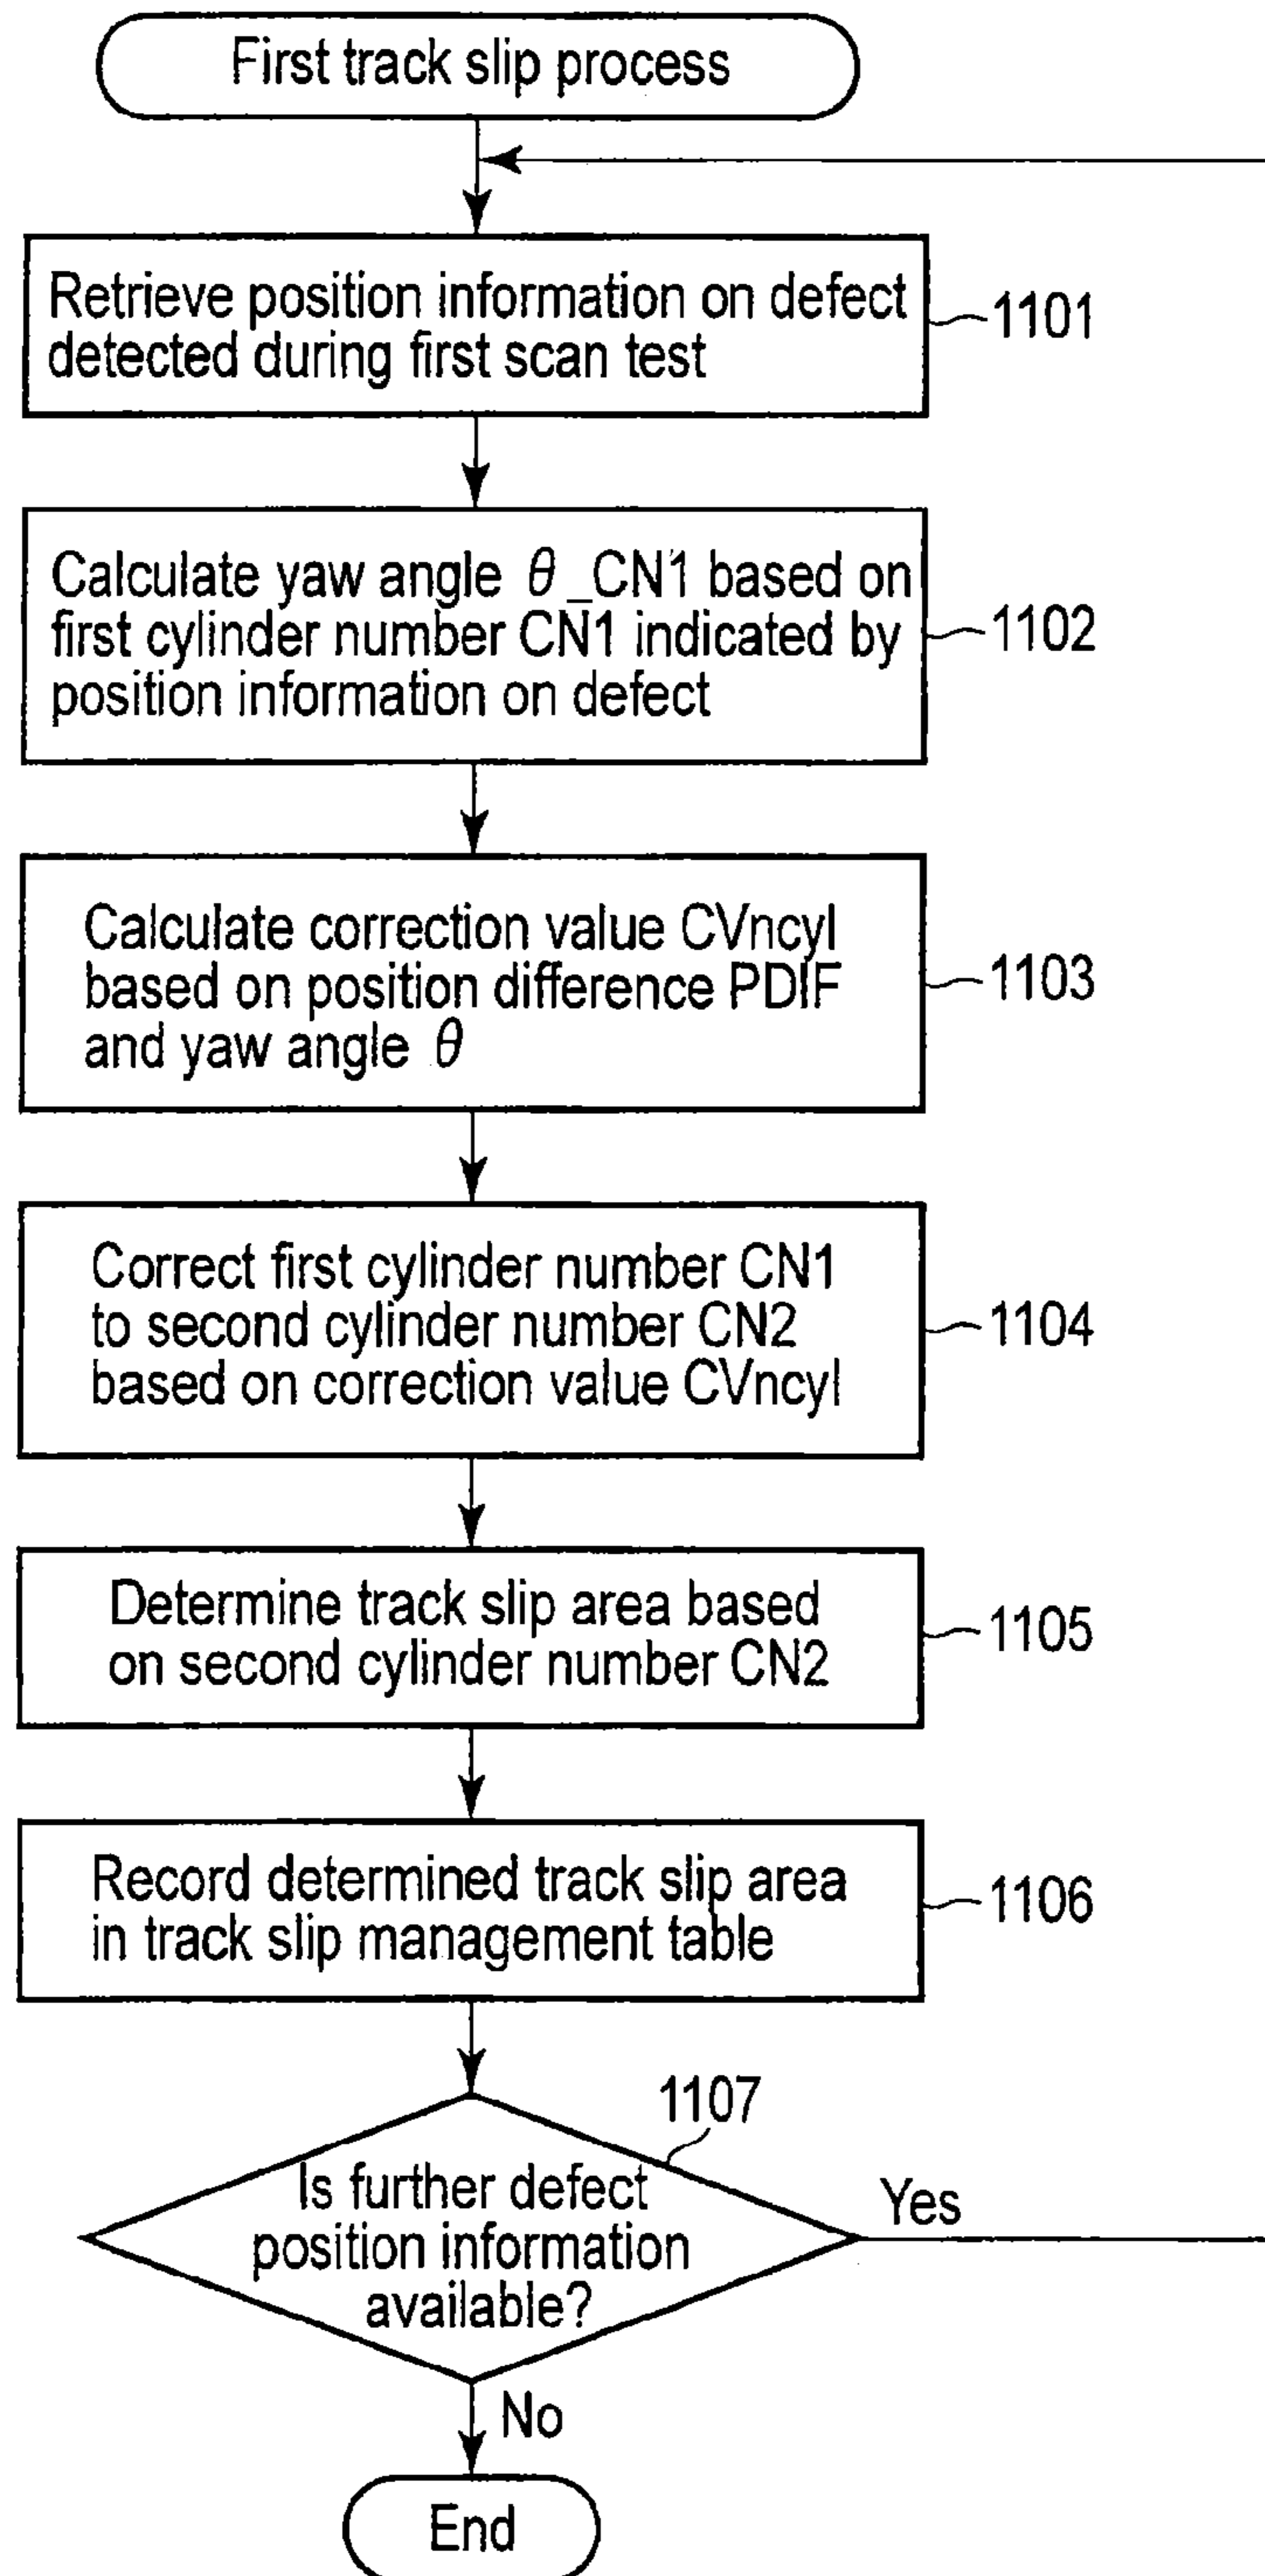 First track slip process
Retrieve position information on defect
detected during first scan test
1101
Calculate yaw angle θ_CN1 based on
first cylinder number CN1 indicated by
position information on defect
1102
Calculate correction value CVncyl
based on position difference PDIF
and yaw angle θ
1103
Correct first cylinder number CN1
to second cylinder number CN2
based on correction value CVncyl
1104
Determine track slip area based
on second cylinder number CN2
1105
Record determined track slip area
in track slip management table
1106
1107
Is further defect
position information
available?
Yes
No
End